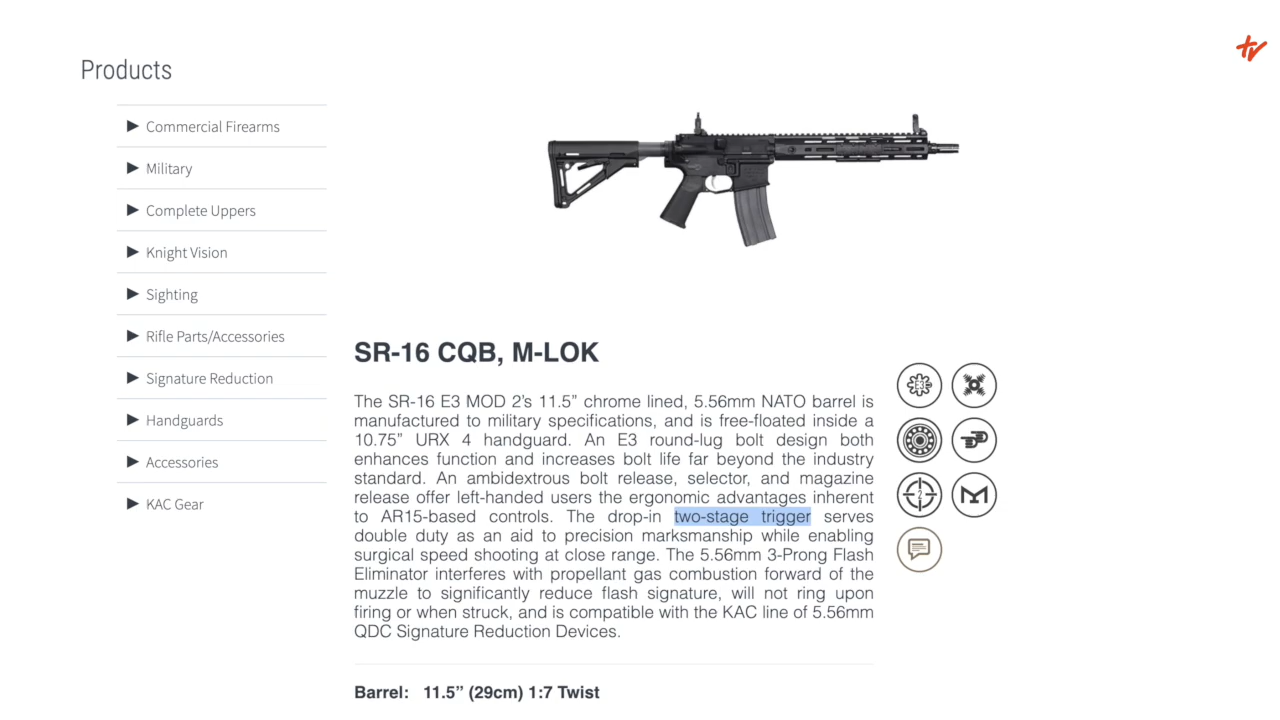 Products
Commercial Firearms
Military
Complete Uppers
Knight Vision
Sighting
Rifle Parts/Accessories
Signature Reduction
Handguards
Accessories
KAC Gear
SR-16 CQB, M-LOK
The SR-16 E3 MOD 2’s 11.5” chrome lined, 5.56mm NATO barrel is
manufactured to military specifications, and is free-floated inside a
10.75” URX 4 handguard. An E3 round-lug bolt design both
enhances function and increases bolt life far beyond the industry
standard. An ambidextrous bolt release, selector, and magazine
release offer left-handed users the ergonomic advantages inherent
to AR15-based controls. The drop-in two-stage trigger serves
double duty as an aid to precision marksmanship while enabling
surgical speed shooting at close range. The 5.56mm 3-Prong Flash
Eliminator interferes with propellant gas combustion forward of the
muzzle to significantly reduce flash signature, will not ring upon
firing or when struck, and is compatible with the KAC line of 5.56mm
QDC Signature Reduction Devices.
Barrel: 11.5” (29cm) 1:7 Twist
E3
2
M
tv